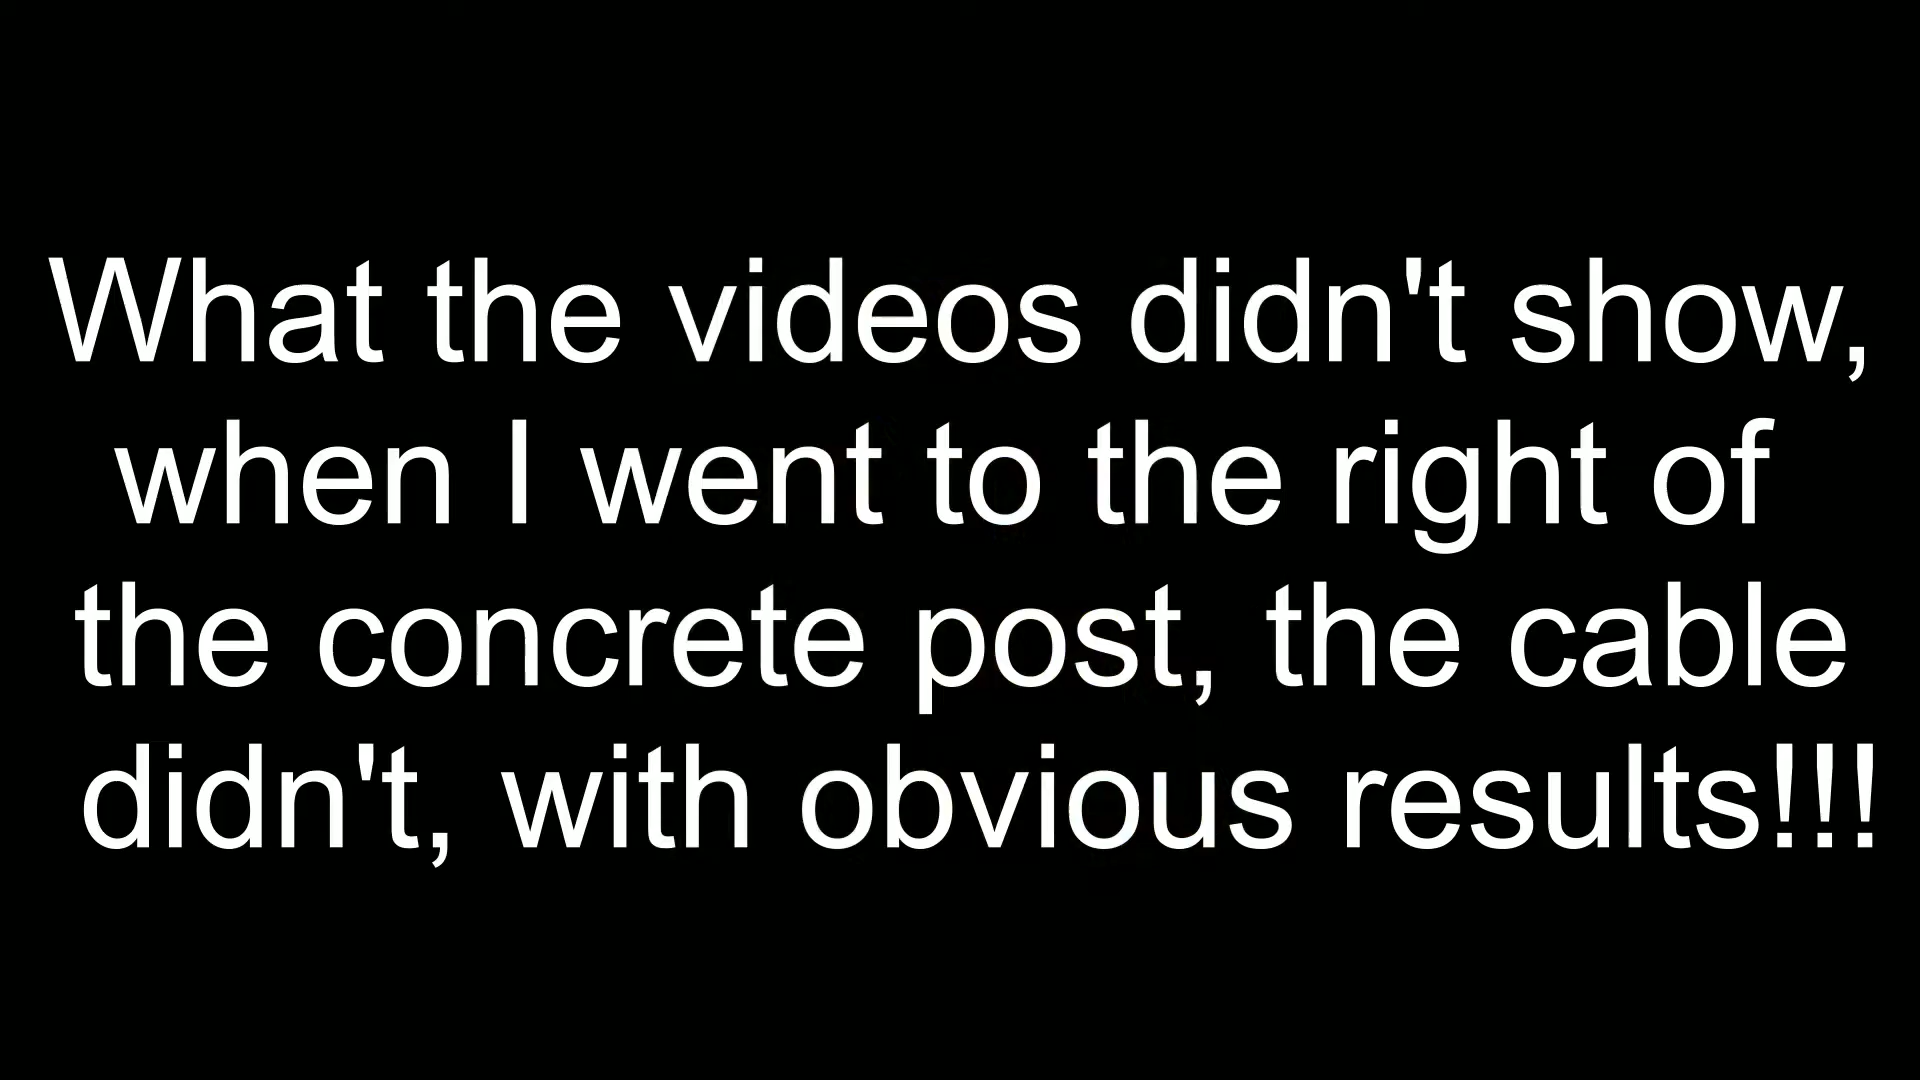 What the videos didn't show,
when I went to the right of
the concrete post, the cable
didn't, with obvious results!!!